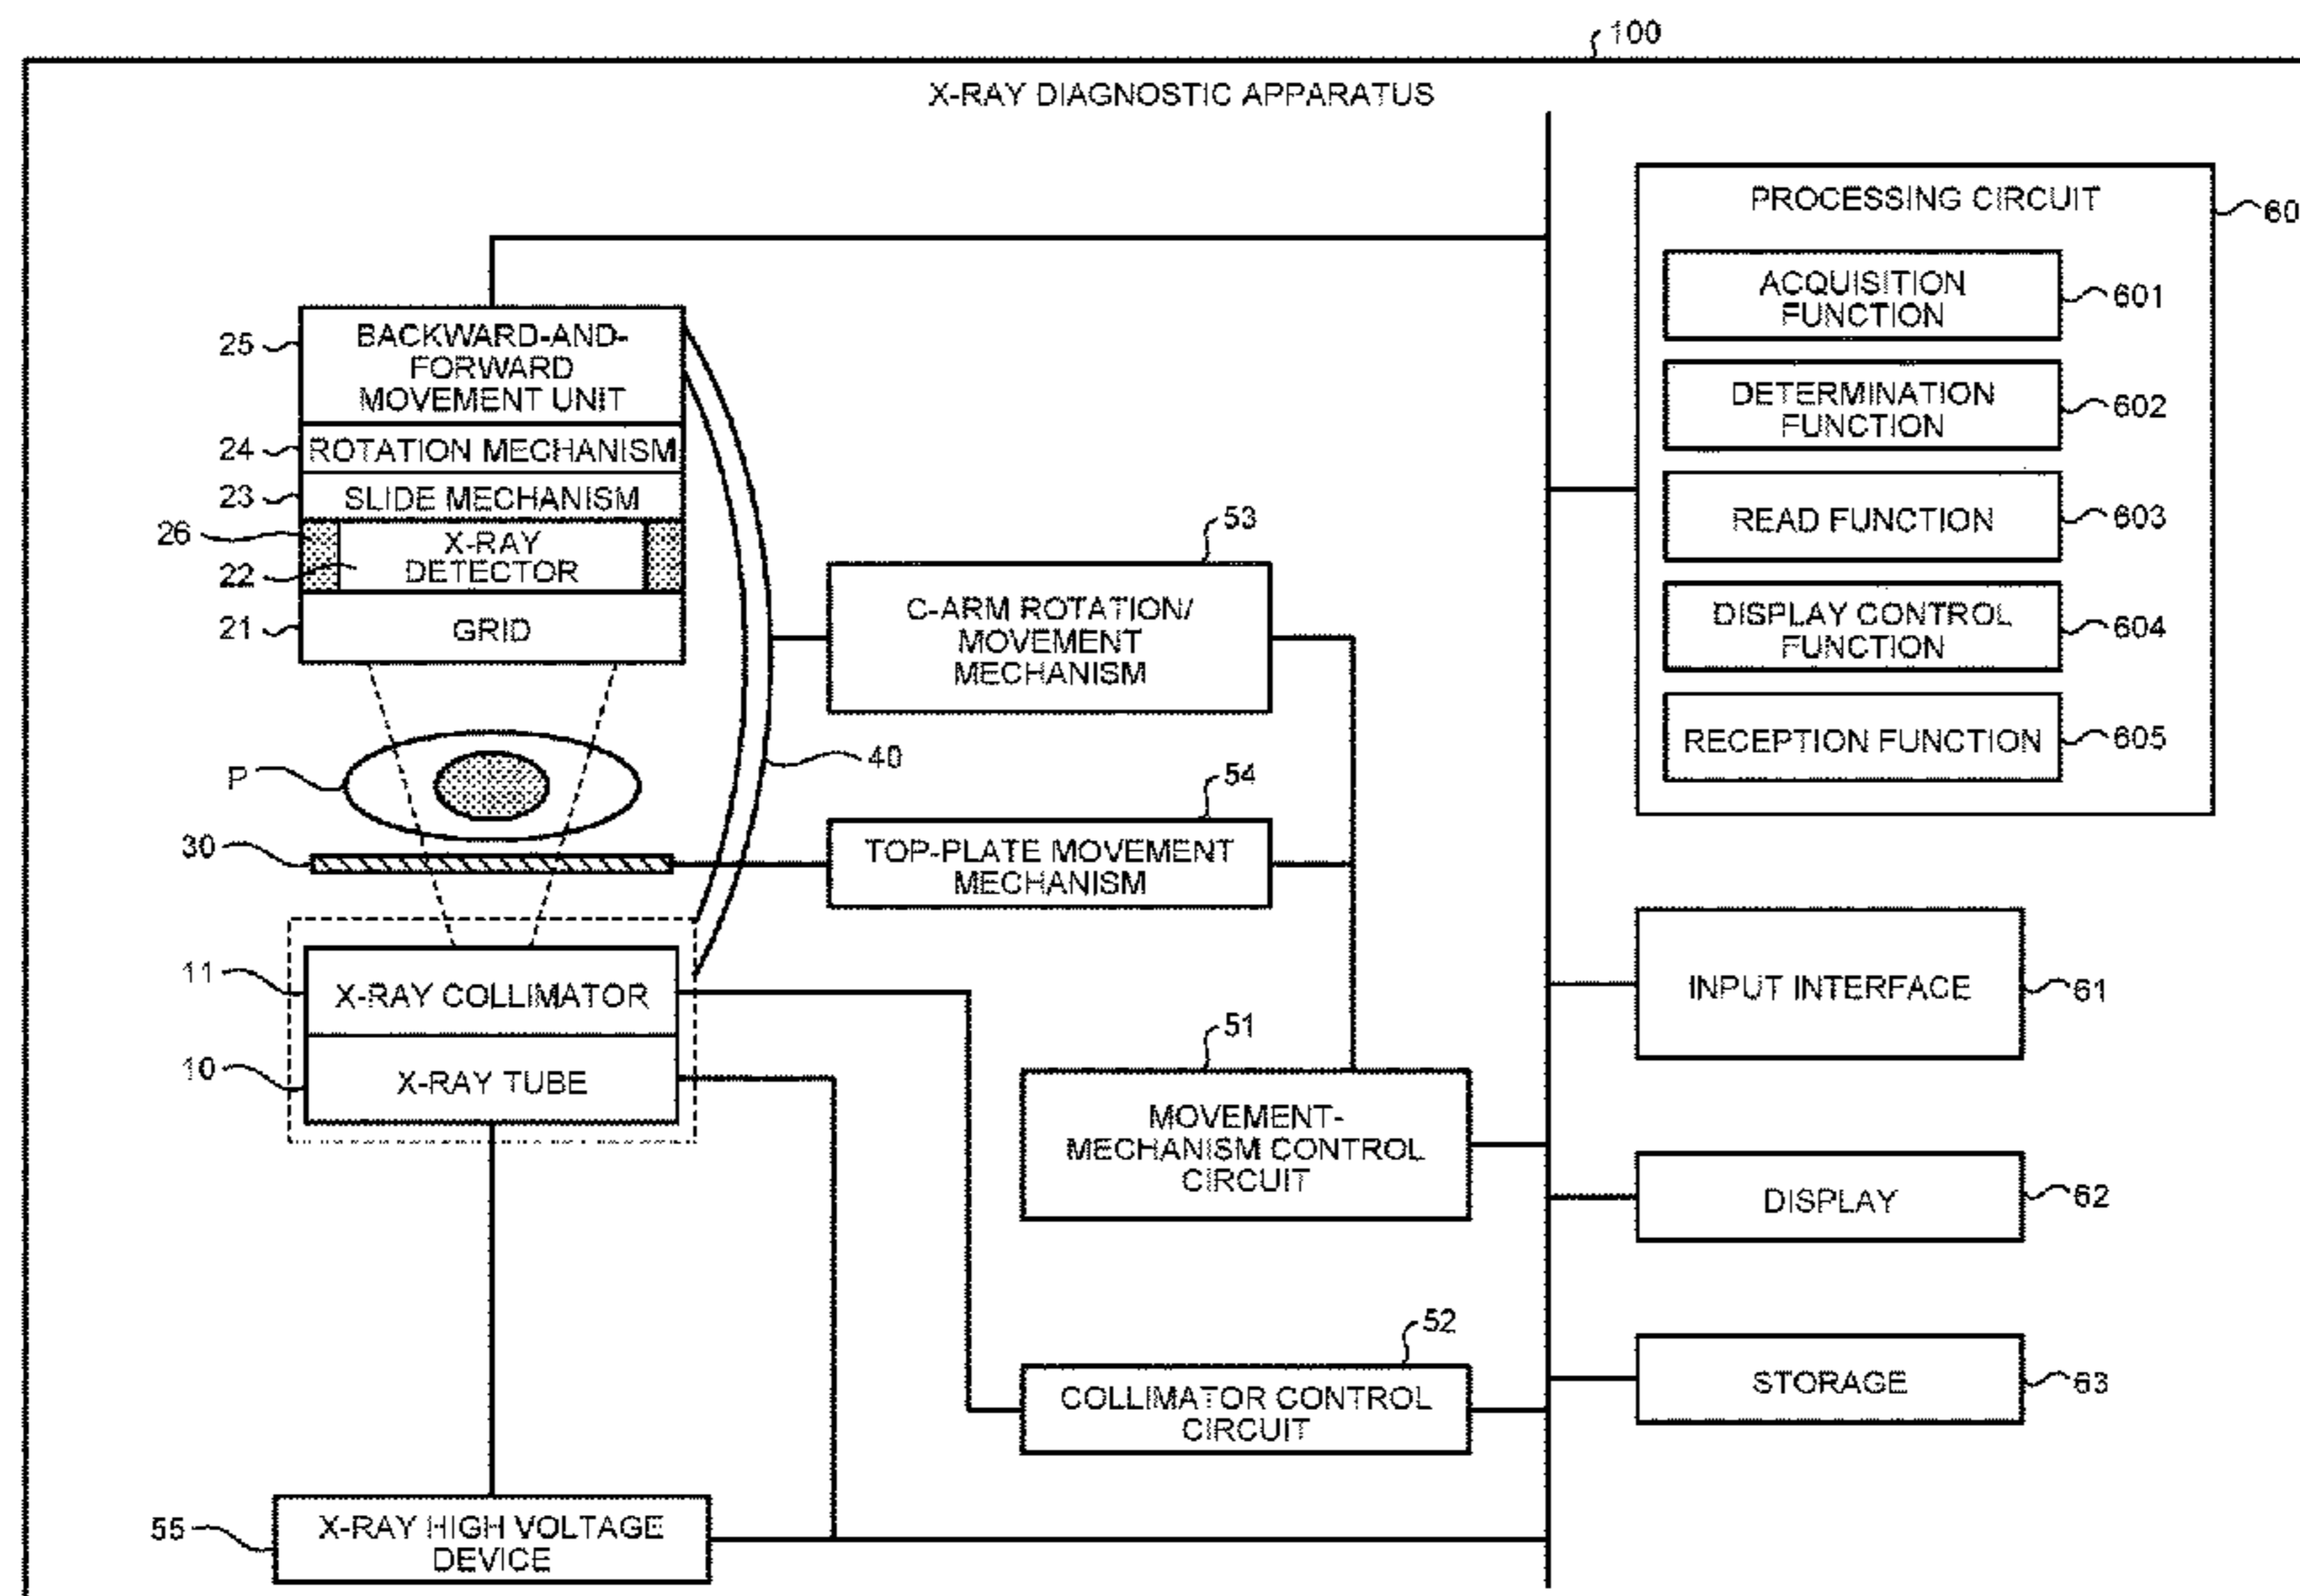 100
X-RAY DIAGNOSTIC APPARATUS
PROCESSING CIRCUIT
60
ACQUISITION
FUNCTION
601
DETERMINATION
FUNCTION
602
READ FUNCTION
603
DISPLAY CONTROL
FUNCTION
604
RECEPTION FUNCTION
605
25
BACKWARD-AND-
FORWARD
MOVEMENT UNIT
24
ROTATION MECHANISM
23
SLIDE MECHANISM
26
22
X-RAY
DETECTOR
21
GRID
53
C-ARM ROTATION/
MOVEMENT
MECHANISM
P
40
54
TOP-PLATE MOVEMENT
MECHANISM
30
11
X-RAY COLLIMATOR
10
X-RAY TUBE
51
MOVEMENT-
MECHANISM CONTROL
CIRCUIT
INPUT INTERFACE
61
DISPLAY
62
52
COLLIMATOR CONTROL
CIRCUIT
STORAGE
63
55
X-RAY HIGH VOLTAGE
DEVICE